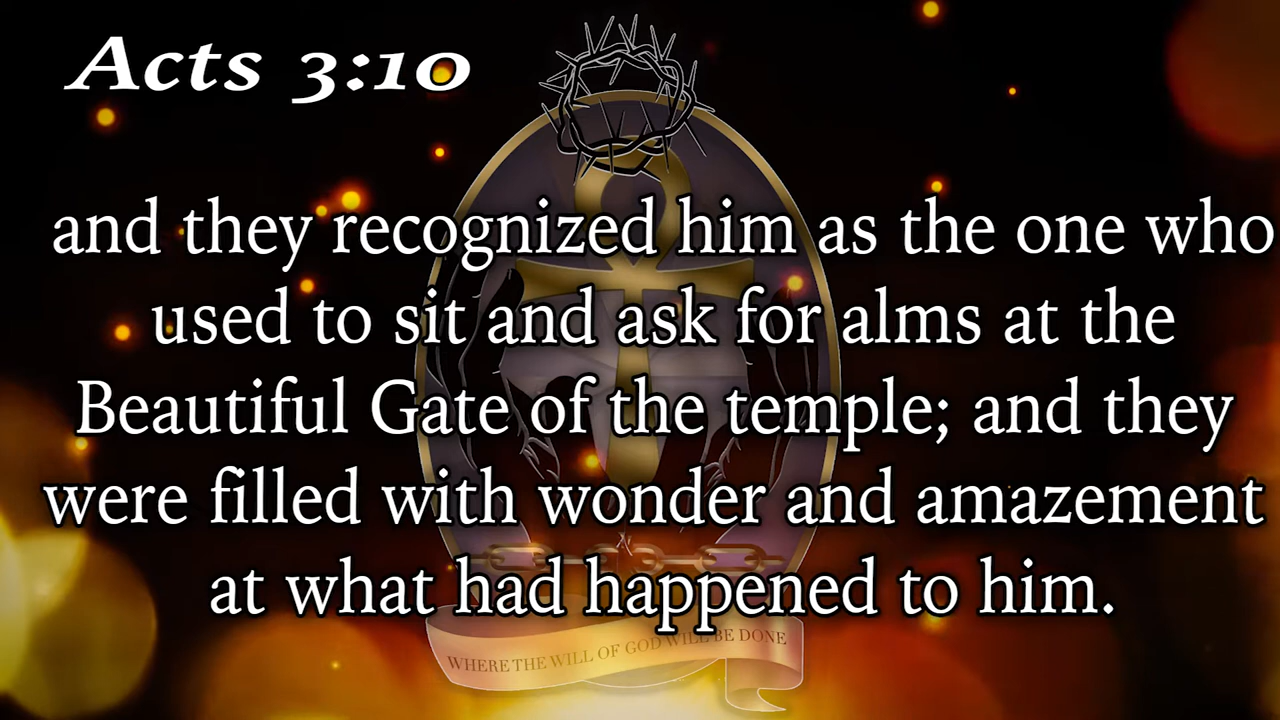 Acts 3:10
and they recognized him as the one who
used to sit and ask for alms at the
Beautiful Gate of the temple; and they
were filled with wonder and amazement
at what had happened to him.
WHERE THE WILL OF GOD WILL BE DONE